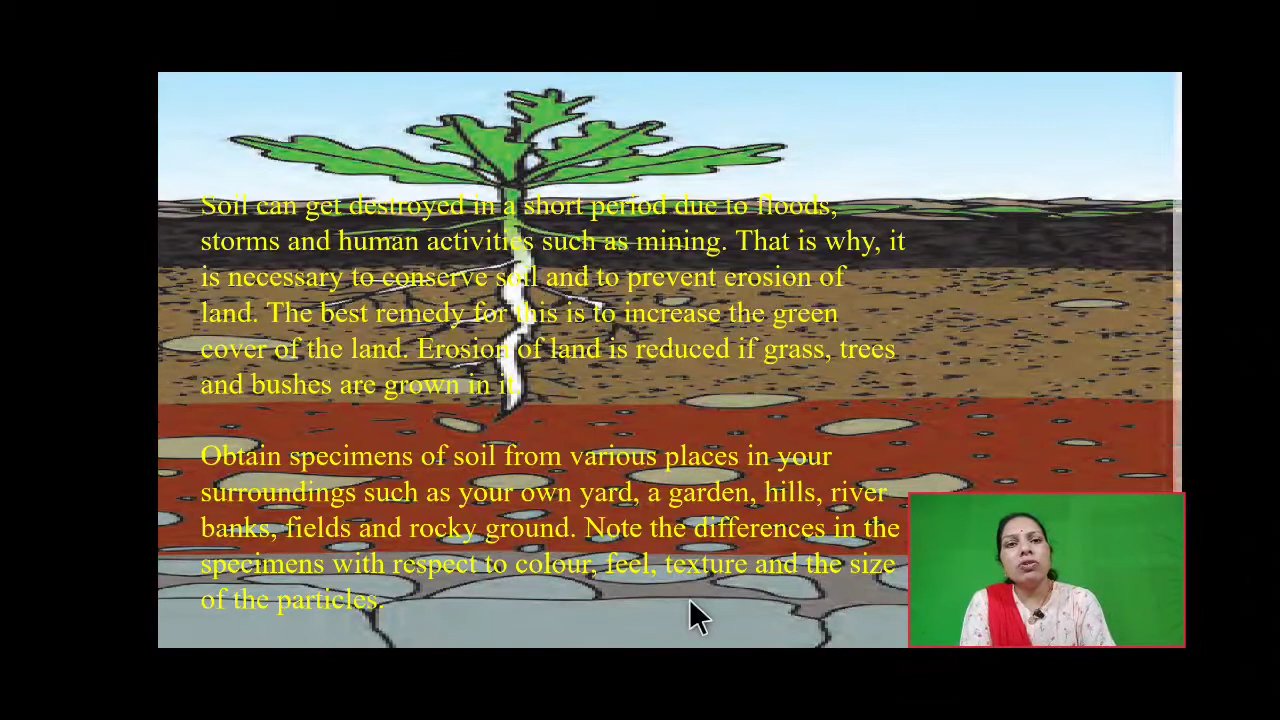 Soil can get destroyed in a short period due to floods,
storms and human activities such as mining. That is why, it
is necessary to conserve soil and to prevent erosion of
land. The best remedy for this is to increase the green
cover of the land. Erosion of land is reduced if grass, trees
and bushes are grown in it.
Obtain specimens of soil from various places in your
surroundings such as your own yard, a garden, hills, river
banks, fields and rocky ground. Note the differences in the
specimens with respect to colour, feel, texture and the size
of the particles.